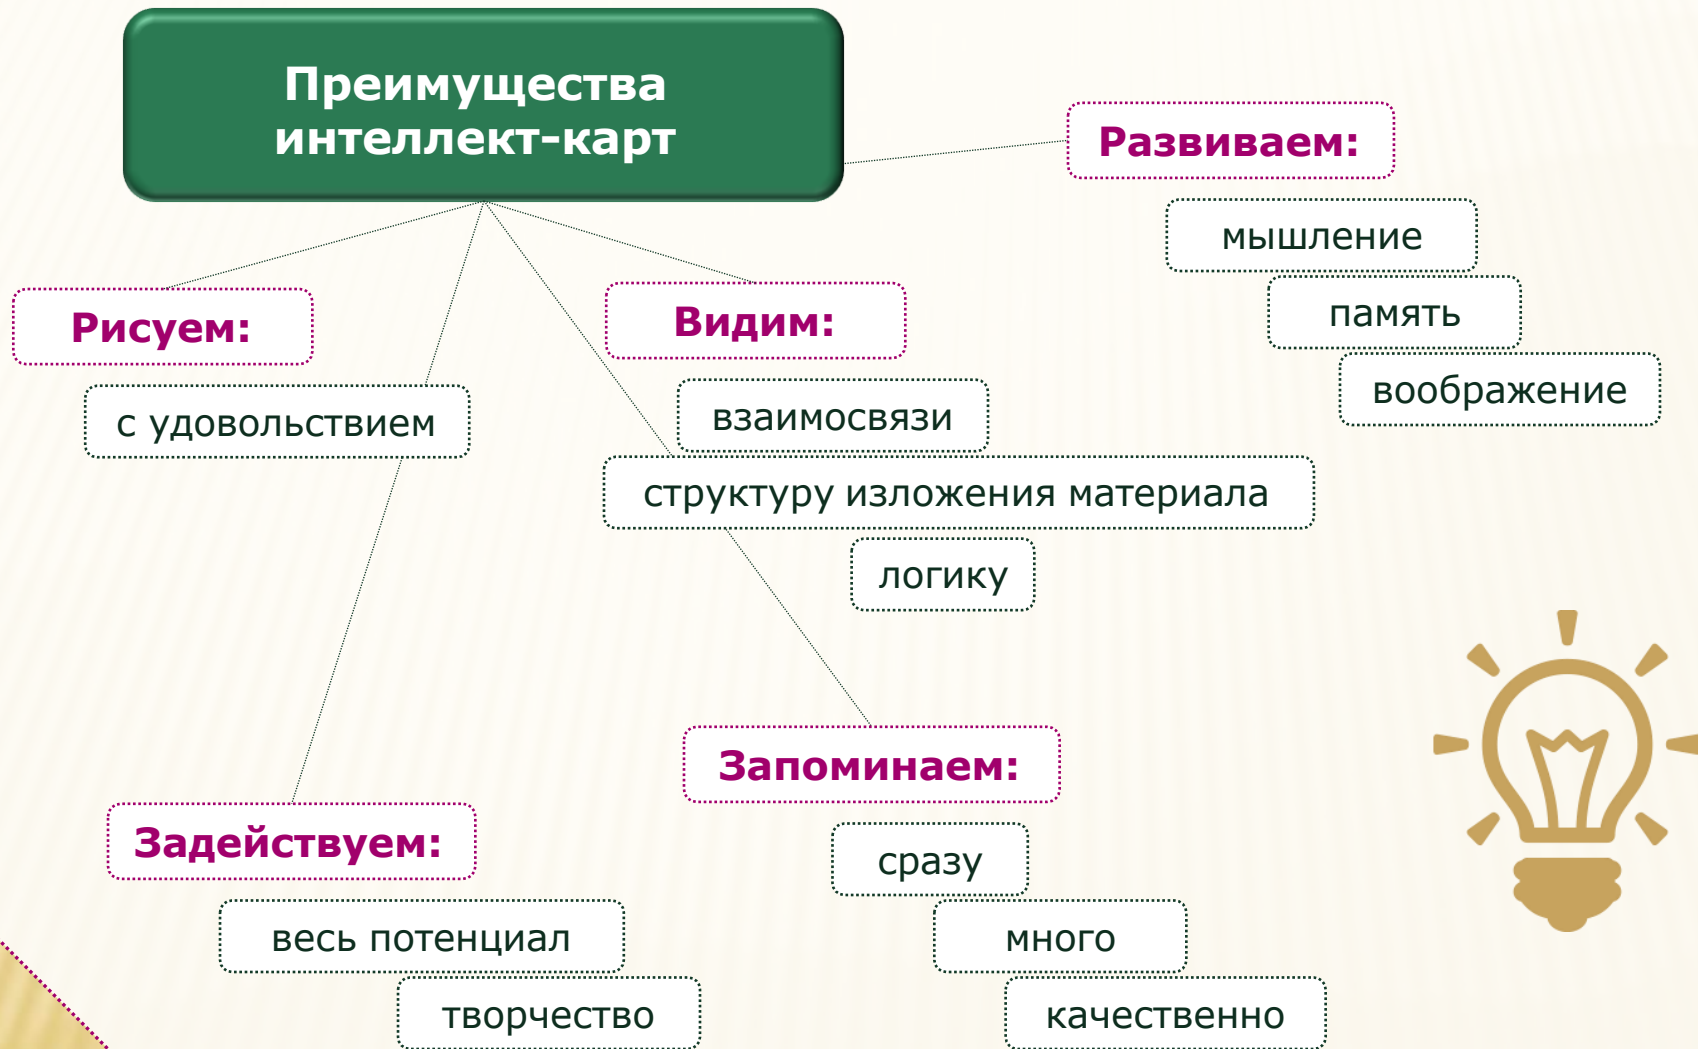 Преимущества
интеллект-карт
Развиваем:
мышление
память
воображение
Рисуем:
с удовольствием
Видим:
взаимосвязи
структуру изложения материала
логику
Запоминаем:
сразу
много
качественно
Задействуем:
весь потенциал
творчество